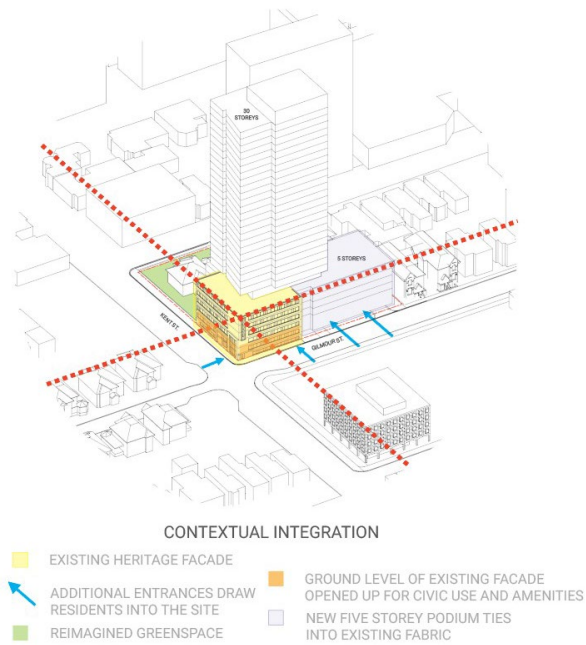 30
STOREYS
5 STOREYS
KENT ST.
GILMOUR ST.
CONTEXTUAL INTEGRATION
EXISTING HERITAGE FACADE
ADDITIONAL ENTRANCES DRAW
RESIDENTS INTO THE SITE
REIMAGINED GREENSPACE
GROUND LEVEL OF EXISTING FACADE
OPENED UP FOR CIVIC USE AND AMENITIES
NEW FIVE STOREY PODIUM TIES
INTO EXISTING FABRIC